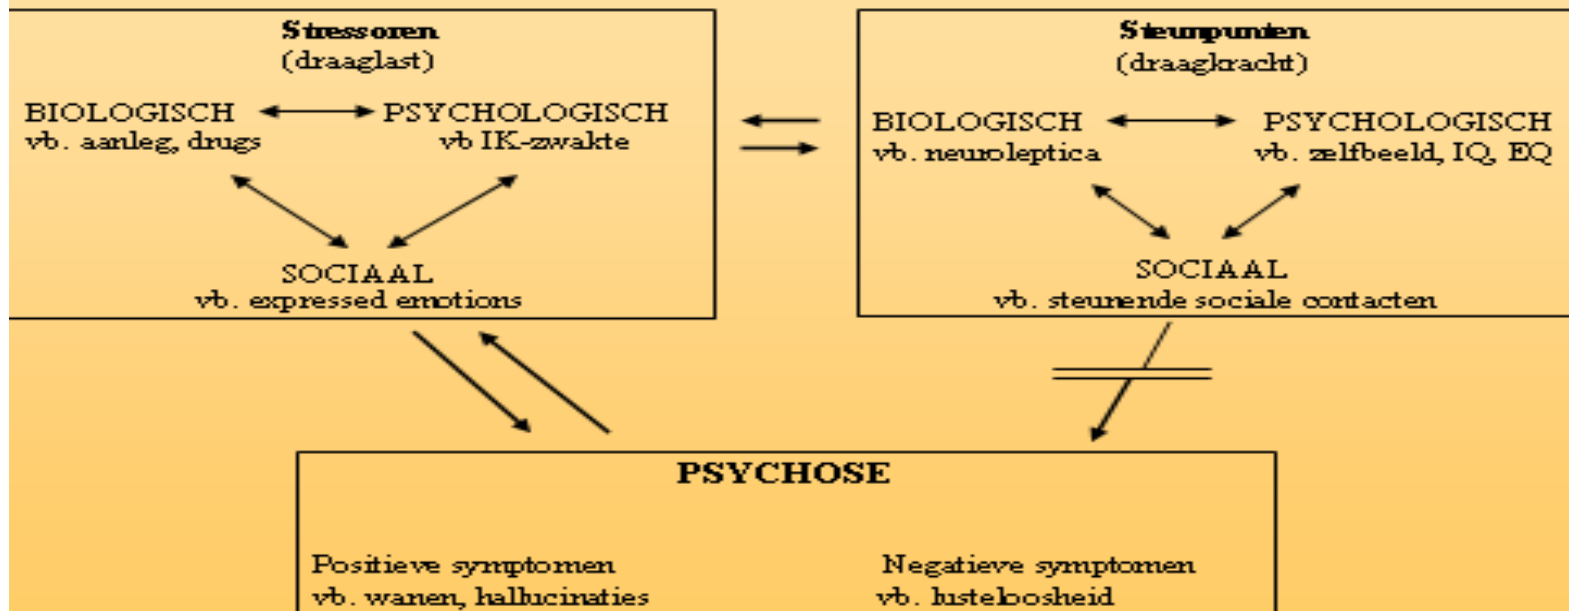 Stressoren
(draaglast)
BIOLOGISCH PSYCHOLOGISCH
vb. aanleg, drugs vb IK-zwakte
SOCIAAL
vb. expressed emotions
Steunpunten
(draagkracht)
BIOLOGISCH PSYCHOLOGISCH
vb. neuroleptica vb. zelfbeeld, IQ, EQ
SOCIAAL
vb. steunende sociale contacten
PSYCHOSE
Positieve symptomen Negatieve symptomen
vb. wanen, hallucinaties vb. lusteloosheid